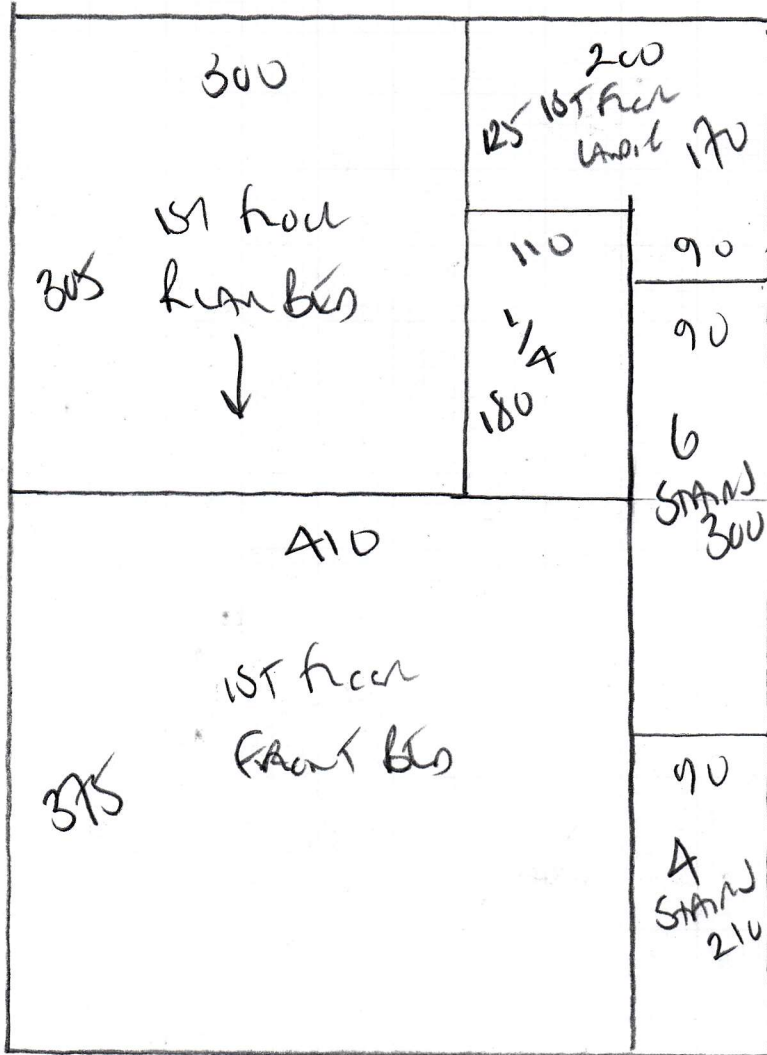 300
1ST FLOOR
REAR BED
305
200
125 1ST FLOOR
LANDING
170
110
1/4
180
90
90
6
STAIRS
300
410
1ST FLOOR
FRONT BED
375
90
4
STAIRS
210